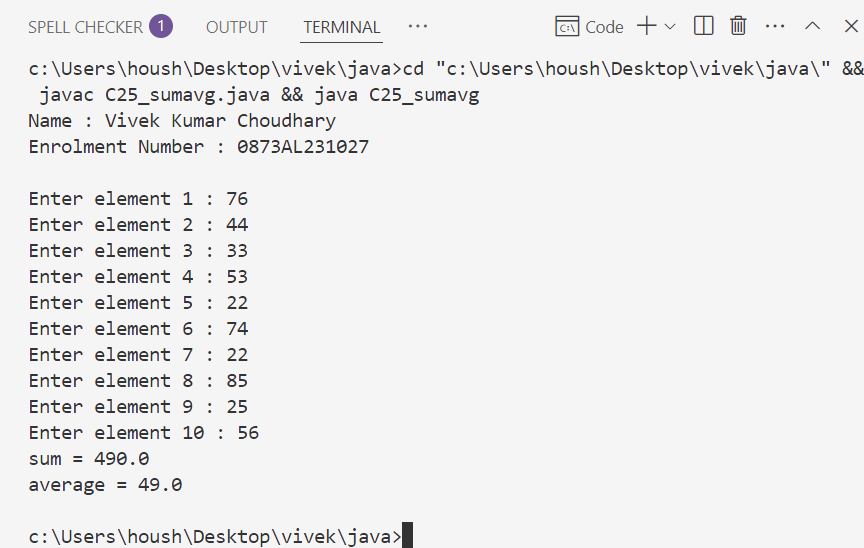 SPELL CHECKER 1 OUTPUT TERMINAL ··· Code ···
c:\Users\housh\Desktop\vivek\java>cd "c:\Users\housh\Desktop\vivek\java\" &&
javac C25_sumavg.java && java C25_sumavg
Name : Vivek Kumar Choudhary
Enrolment Number : 0873AL231027
Enter element 1 : 76
Enter element 2 : 44
Enter element 3 : 33
Enter element 4 : 53
Enter element 5 : 22
Enter element 6 : 74
Enter element 7 : 22
Enter element 8 : 85
Enter element 9 : 25
Enter element 10 : 56
sum = 490.0
average = 49.0
c:\Users\housh\Desktop\vivek\java>